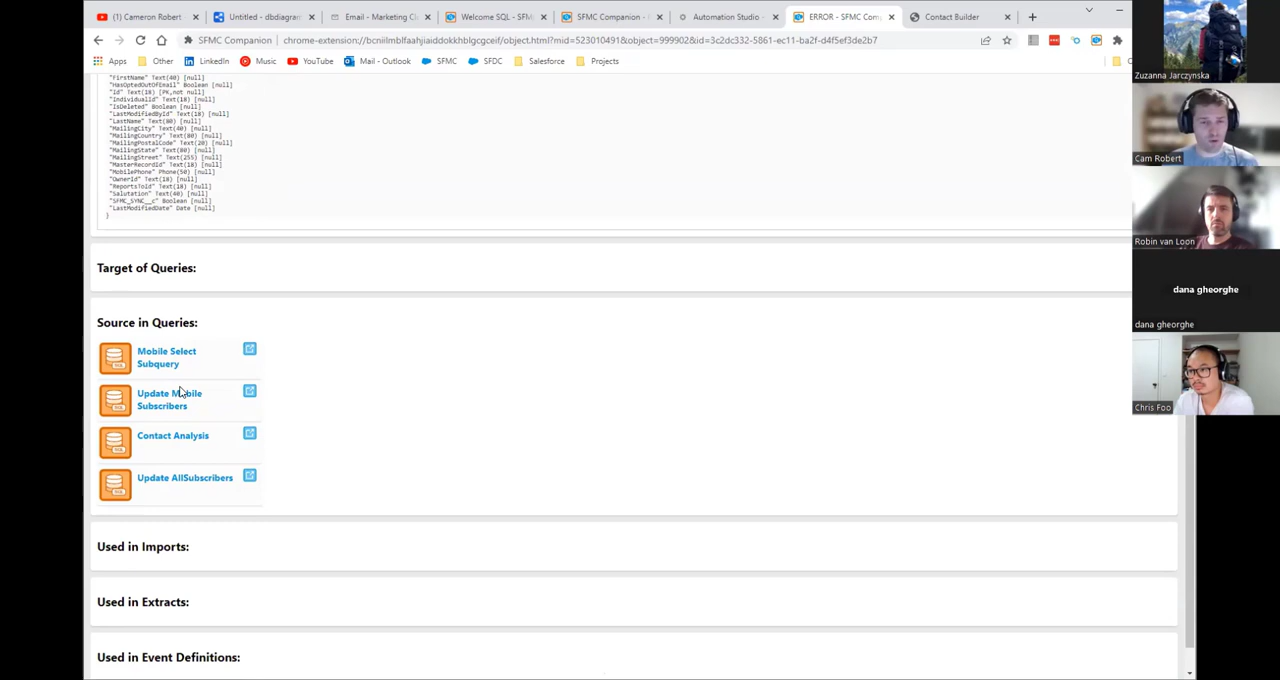 (1) Cameron Robert
Untitled - dbdiagram
Email - Marketing Cl
Welcome SQL - SFM
SFMC Companion -
Automation Studio -
ERROR - SFMC Com
Contact Builder
SFMC Companion
chrome-extension://bcniilmblfaahjiaiddokkhblgcgceif/object.html?mid=523010491&object=999902&id=3c2dc332-5861-ec11-ba2f-d4f5ef3de2b7
Apps
Other
LinkedIn
Music
YouTube
Mail - Outlook
SFMC
SFDC
Salesforce
Projects
"FirstName" Text(40) [null]
"HasOptedOutOfEmail" Boolean [null]
"Id" Text(18) [PK,not null]
"IndividualId" Text(18) [null]
"IsDeleted" Boolean [null]
"LastModifiedById" Text(18) [null]
"LastName" Text(80) [null]
"MailingCity" Text(40) [null]
"MailingCountry" Text(80) [null]
"MailingPostalCode" Text(20) [null]
"MailingState" Text(80) [null]
"MailingStreet" Text(255) [null]
"MasterRecordId" Text(18) [null]
"MobilePhone" Phone(50) [null]
"OwnerId" Text(18) [null]
"ReportsToId" Text(18) [null]
"Salutation" Text(40) [null]
"SFMC_SYNC__c" Boolean [null]
"LastModifiedDate" Date [null]
}
Target of Queries:
Source in Queries:
Mobile Select
Subquery
Update Mobile
Subscribers
Contact Analysis
Update AllSubscribers
Used in Imports:
Used in Extracts:
Used in Event Definitions:
Zuzanna Jarczynska
Cam Robert
Robin van Loon
dana gheorghe
dana gheorghe
Chris Foo